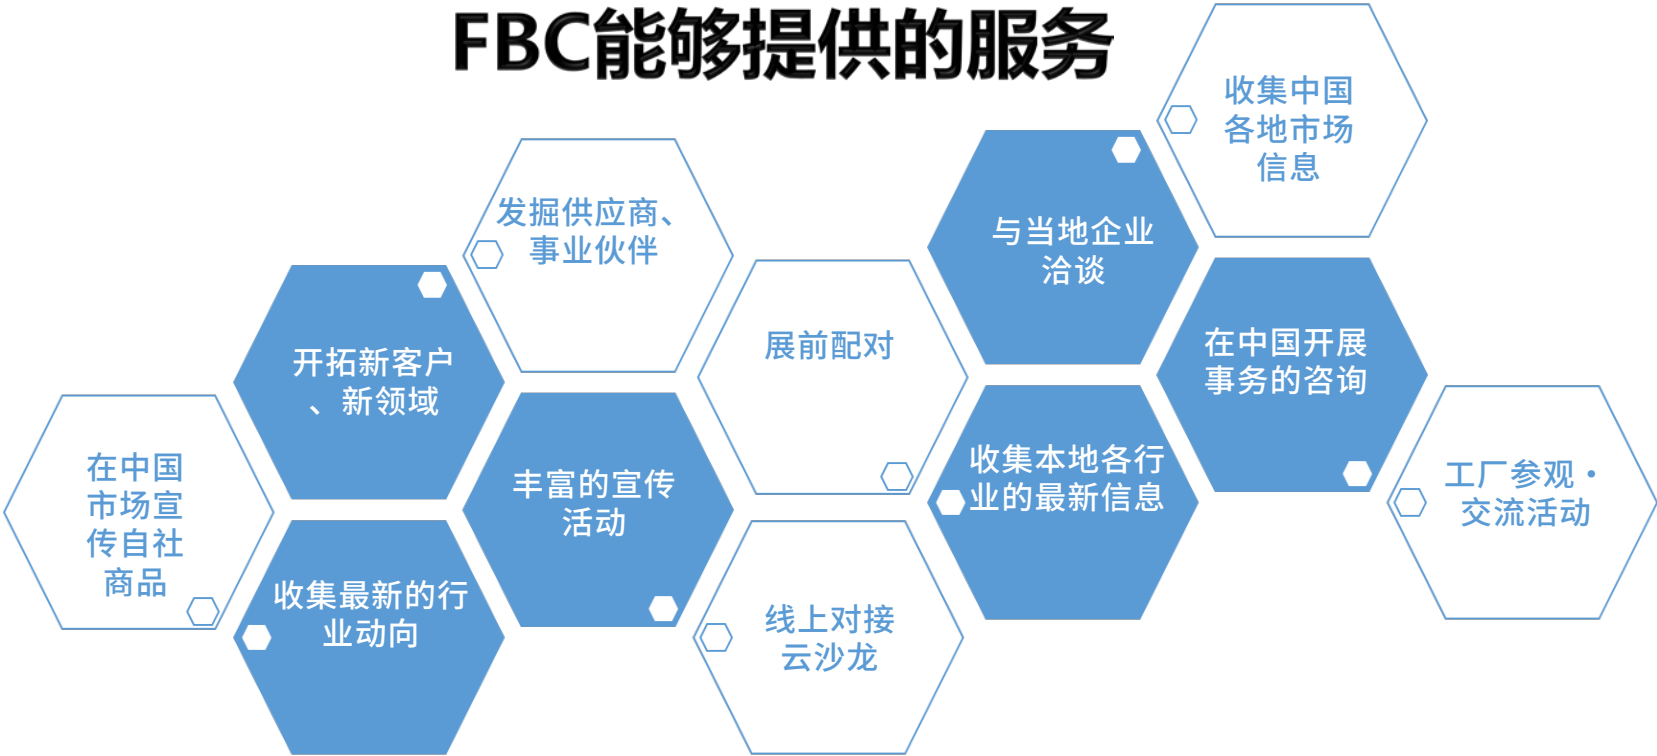 FBC能够提供的服务
在中国
市场宣
传自社
商品
开拓新客户
、新领域
收集最新的行
业动向
发掘供应商、
事业伙伴
丰富的宣传
活动
展前配对
线上对接
云沙龙
与当地企业
洽谈
收集本地各行
业的最新信息
收集中国
各地市场
信息
在中国开展
事务的咨询
工厂参观・
交流活动